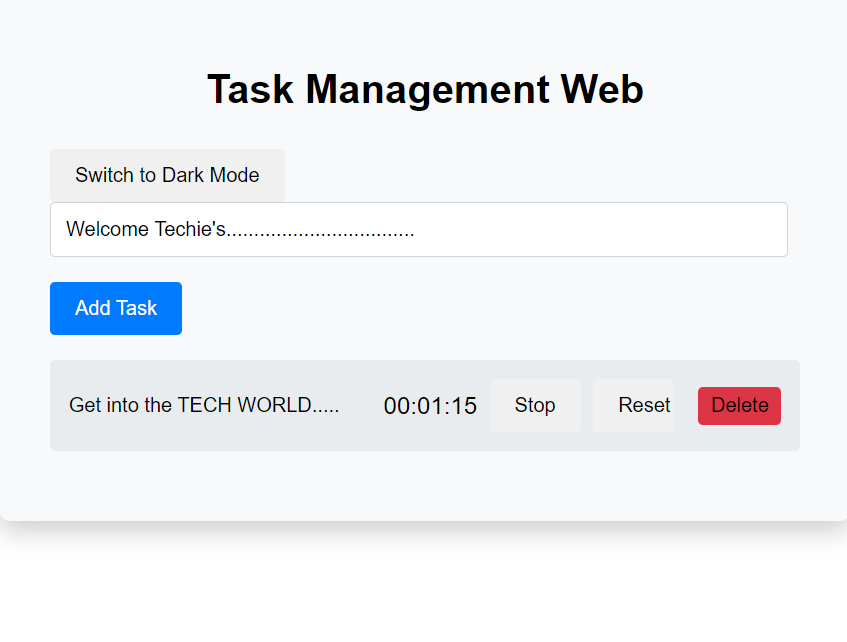 Task Management Web
Switch to Dark Mode
Welcome Techie's..................................
Add Task
Get into the TECH WORLD..... 00:01:15 Stop Reset Delete